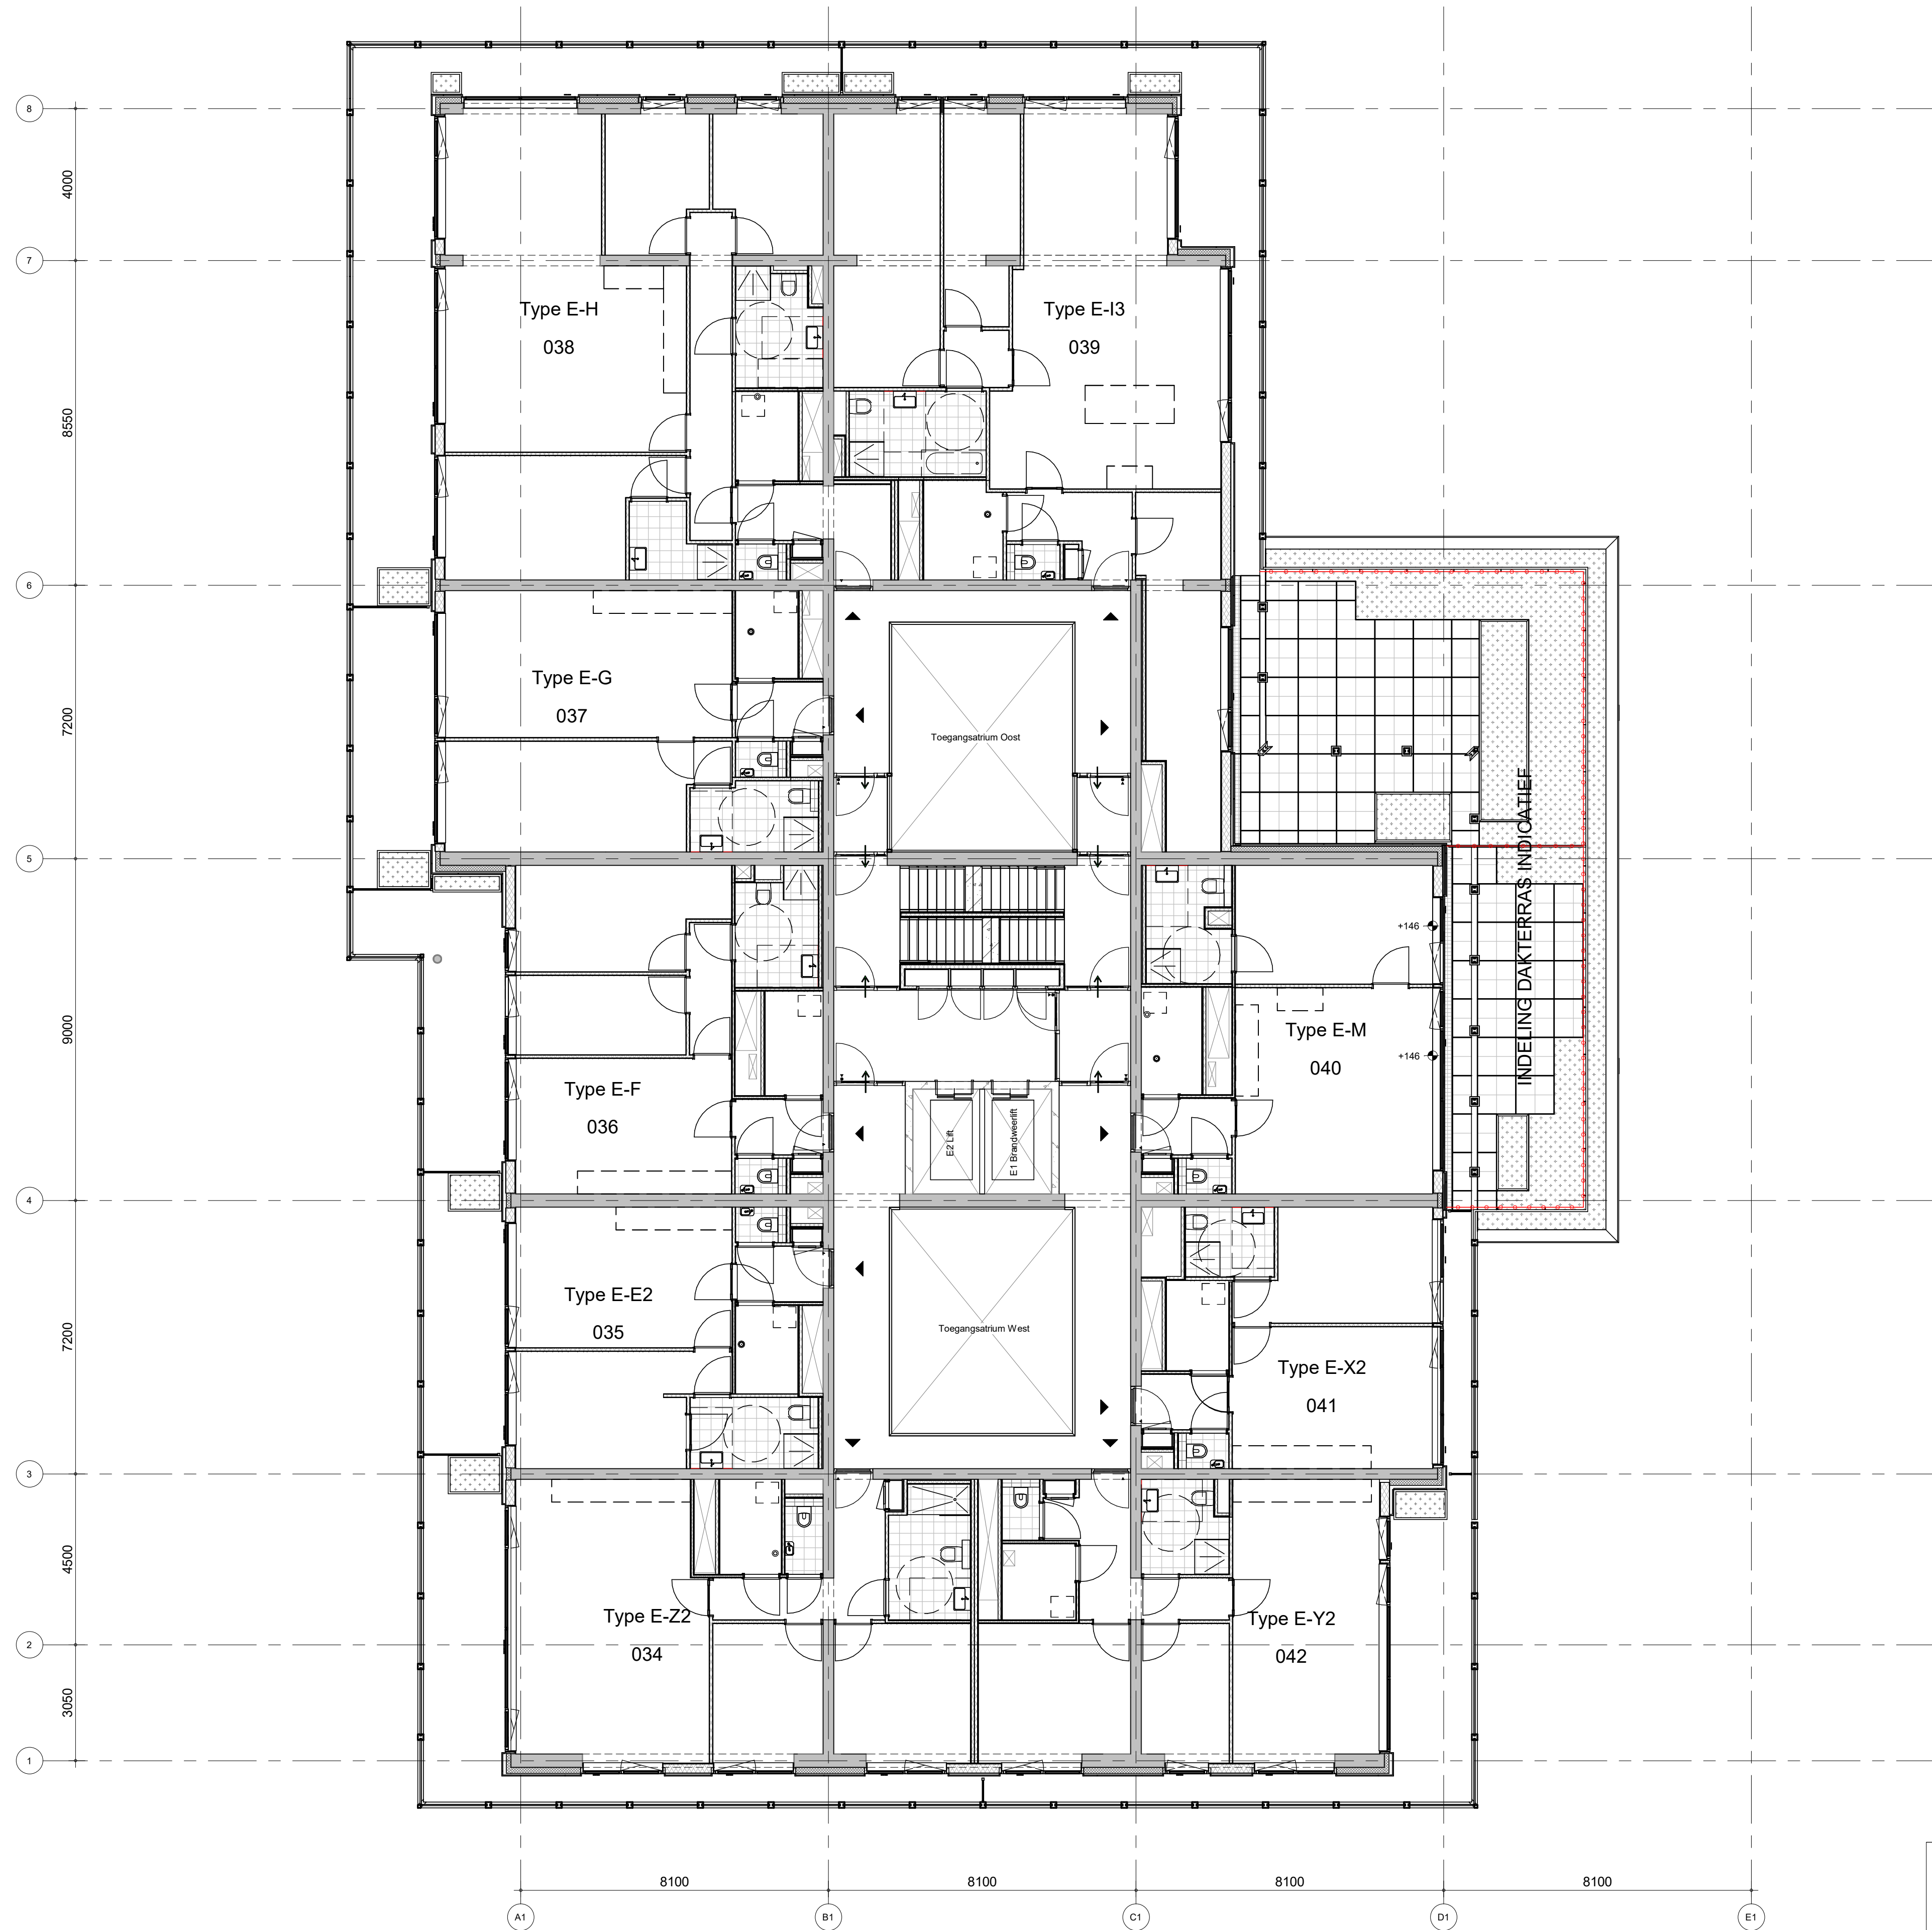 8
7
6
5
4
3
2
1
4000
8550
7200
9000
7200
4500
3050
Type E-H
038
Type E-I3
039
Type E-G
037
Toegangsatrium Oost
INDELING DAKTERRAS INDICATIEF
+146
Type E-M
040
+146
Type E-F
036
E2 Lift
E1 Brandweerlift
Type E-E2
035
Toegangsatrium West
Type E-X2
041
Type E-Z2
034
Type E-Y2
042
8100
8100
8100
8100
A1
B1
C1
D1
E1